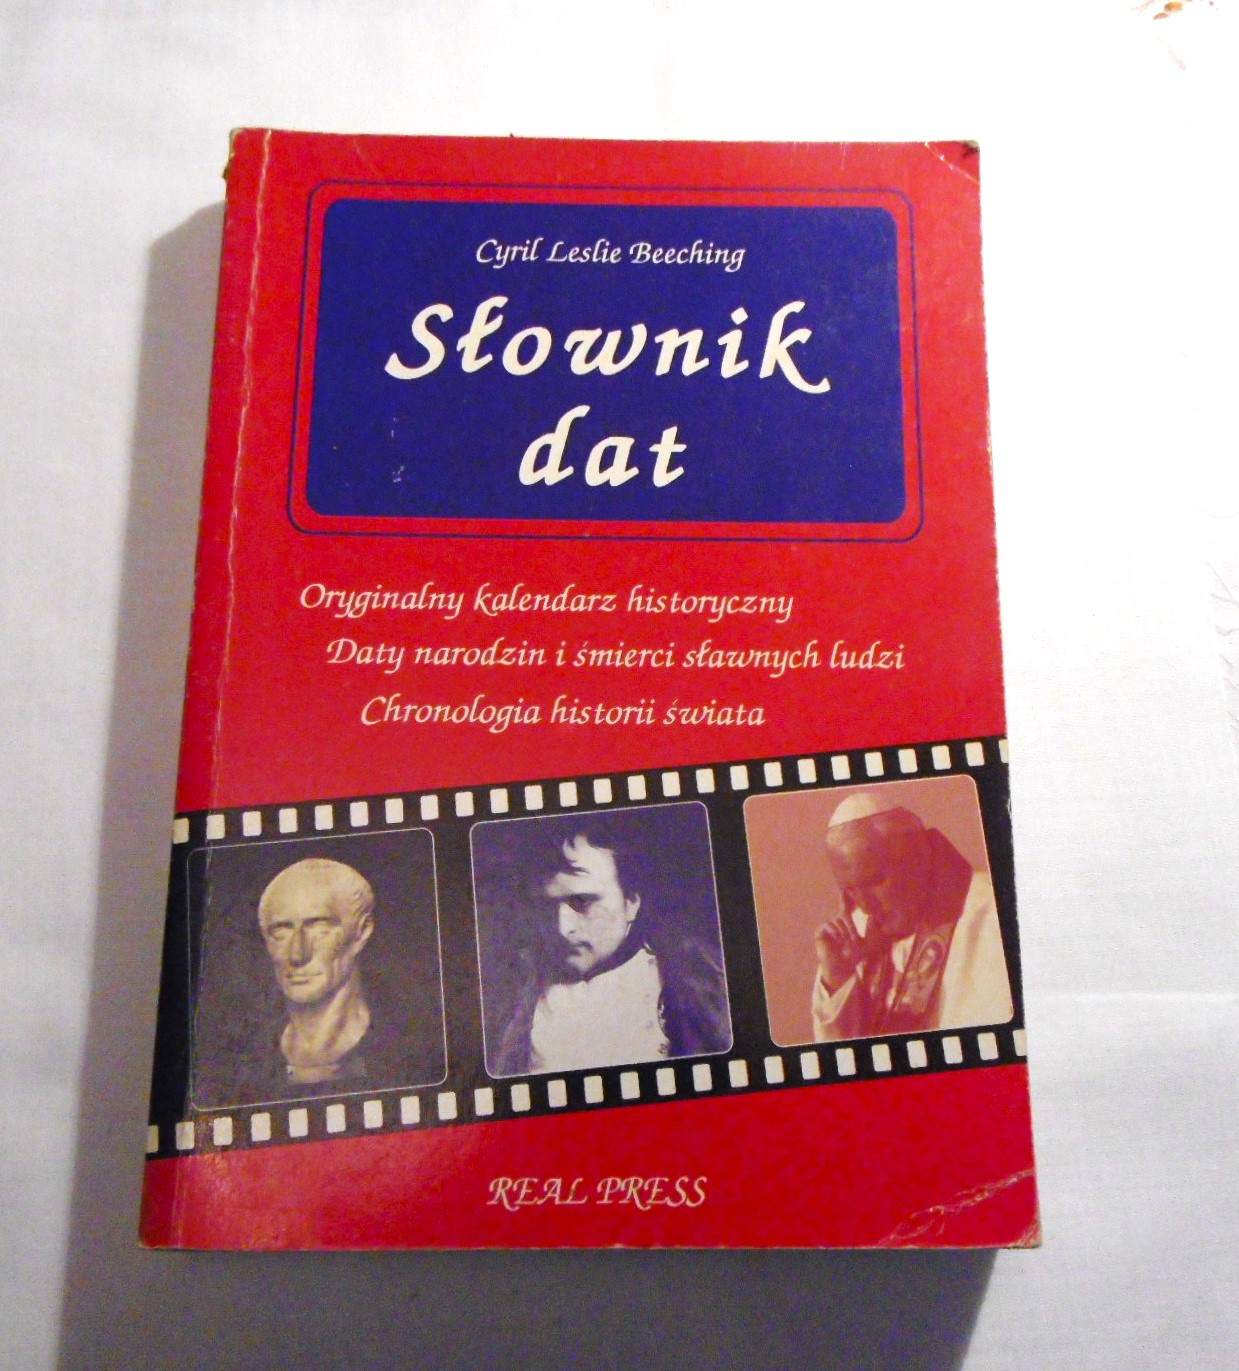 Cyril Leslie Beeching
Słownik
dat
Oryginalny kalendarz historyczny
Daty narodzin i śmierci sławnych ludzi
Chronologia historii świata
REAL PRESS